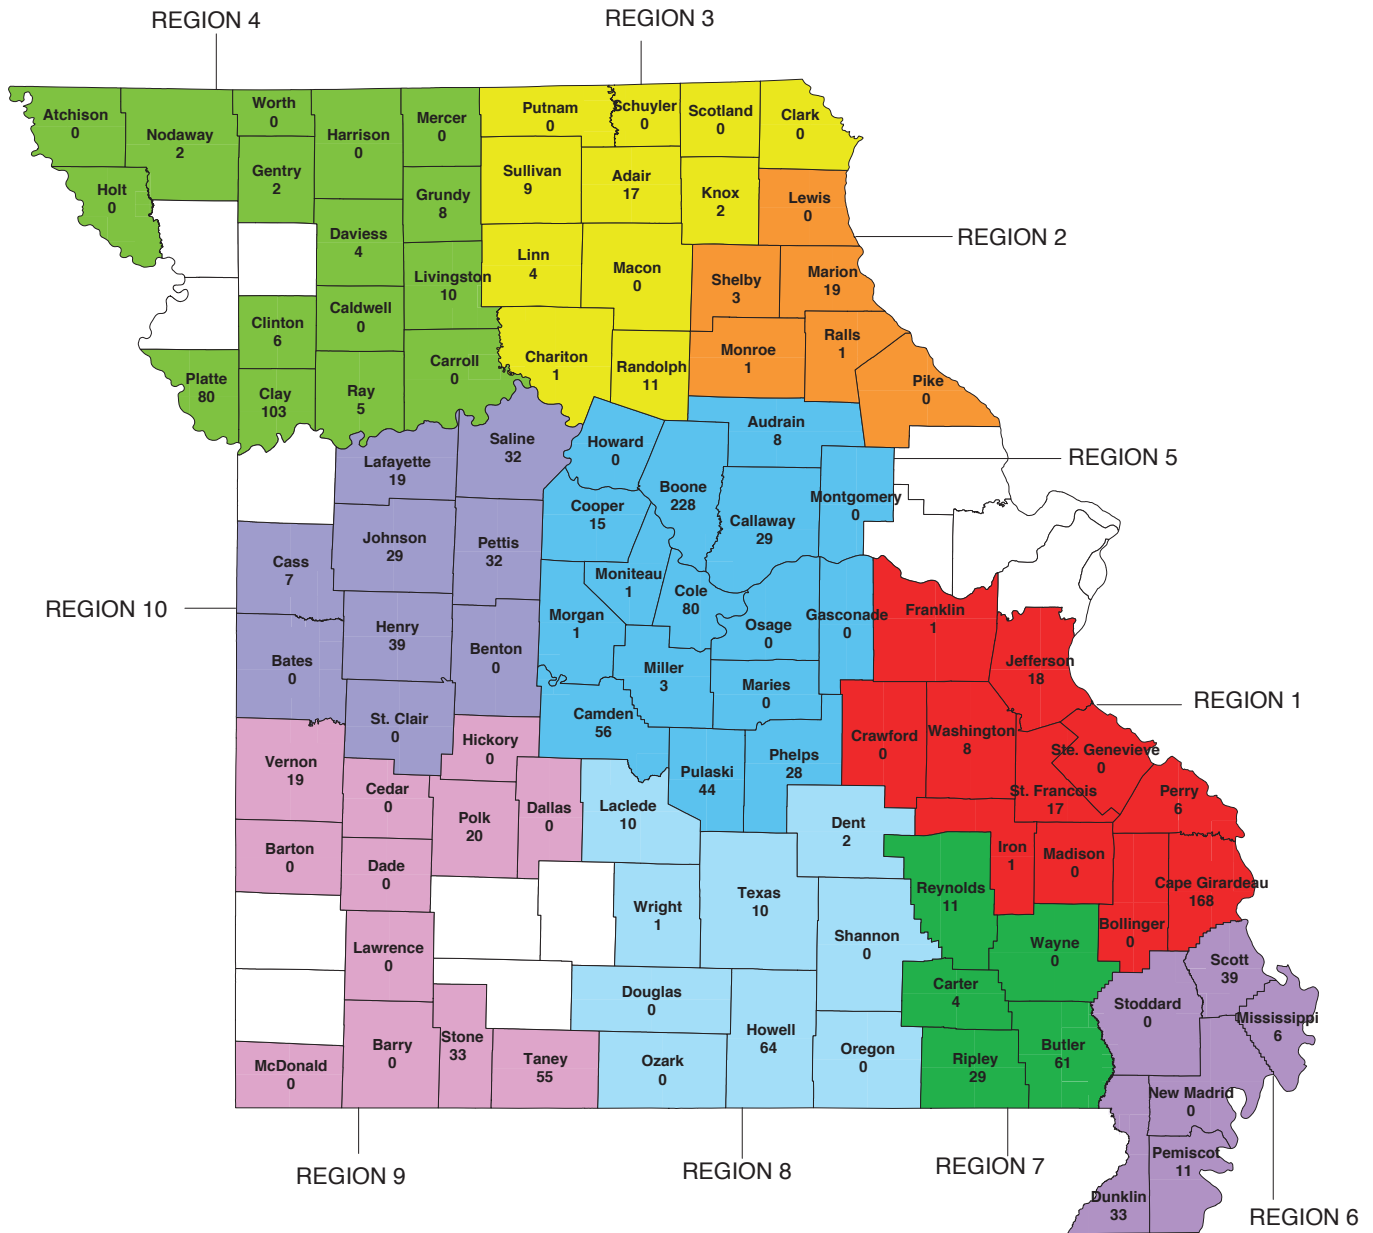 REGION 4
REGION 3
Atchison
0
Nodaway
2
Worth
0
Harrison
0
Mercer
0
Putnam
0
Schuyler
0
Scotland
0
Clark
0
Holt
0
Gentry
2
Grundy
8
Sullivan
9
Adair
17
Knox
2
Lewis
0
REGION 2
Daviess
4
Livingston
10
Linn
4
Macon
0
Shelby
3
Marion
19
Clinton
6
Caldwell
0
Carroll
0
Chariton
1
Randolph
11
Monroe
1
Ralls
1
Pike
0
Platte
80
Clay
103
Ray
5
Lafayette
19
Saline
32
Howard
0
Boone
228
Audrain
8
REGION 5
Cooper
15
Callaway
29
Montgomery
0
Cass
7
Johnson
29
Pettis
32
Moniteau
1
Cole
80
REGION 10
Morgan
1
Osage
0
Gasconade
0
Franklin
1
Bates
0
Henry
39
Benton
0
Miller
3
Maries
0
Jefferson
18
REGION 1
St. Clair
0
Camden
56
Hickory
0
Crawford
0
Washington
8
Ste. Genevieve
0
Vernon
19
Pulaski
44
Phelps
28
St. Francois
17
Perry
6
Cedar
0
Polk
20
Dallas
0
Laclede
10
Dent
2
Barton
0
Dade
0
Iron
1
Madison
0
Cape Girardeau
168
Reynolds
11
Wright
1
Texas
10
Shannon
0
Bollinger
0
Lawrence
0
Wayne
0
Scott
39
Douglas
0
Carter
4
Stoddard
0
Mississippi
6
McDonald
0
Barry
0
Stone
33
Taney
55
Ozark
0
Howell
64
Oregon
0
Ripley
29
Butler
61
New Madrid
0
Pemiscot
11
Dunklin
33
REGION 9
REGION 8
REGION 7
REGION 6